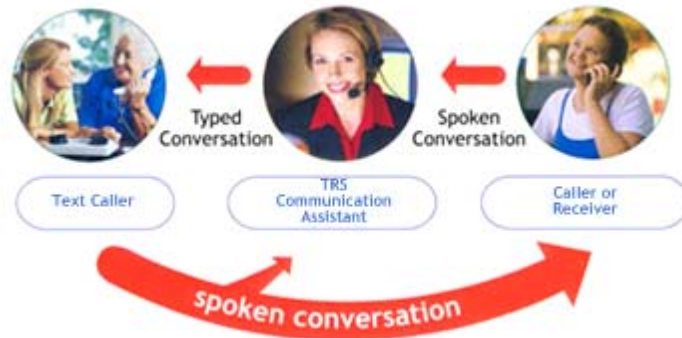 Typed
Conversation
Spoken
Conversation
Text Caller
TRS
Communication
Assistant
Caller or
Receiver
spoken conversation